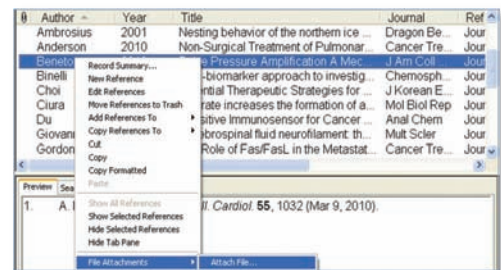 Author Year Title Journal Ref
Ambrosius 2001 Nesting behavior of the northern ice ... Dragon Be... Jour
Anderson 2010 Non-Surgical Treatment of Pulmonar... Cancer Tre... Jour
Pressure Amplification A Mec... J Am Coll ... Jour
Binelli -biomarker approach to investig... Chemosph... Jour
Choi ential Therapeutic Strategies for ... J Korean E... Jour
Ciura rate increases the formation of a... Mol Biol Rep Jour
Du sitive Immunosensor for Cancer ... Anal Chem Jour
Giovan ebrospinal fluid neurofilament: th... Mult Scler Jour
Gordon Role of Fas/FasL in the Metastat... Cancer Tre... Jour
Record Summary...
New Reference
Edit References
Move References to Trash
Add References To
Copy References To
Cut
Copy
Copy Formatted
Paste
Show All References
Show Selected References
Hide Selected References
Hide Tab Pane
File Attachments Attach File...
Preview Sea
1. A. ll. Cardiol. 55, 1032 (Mar 9, 2010).